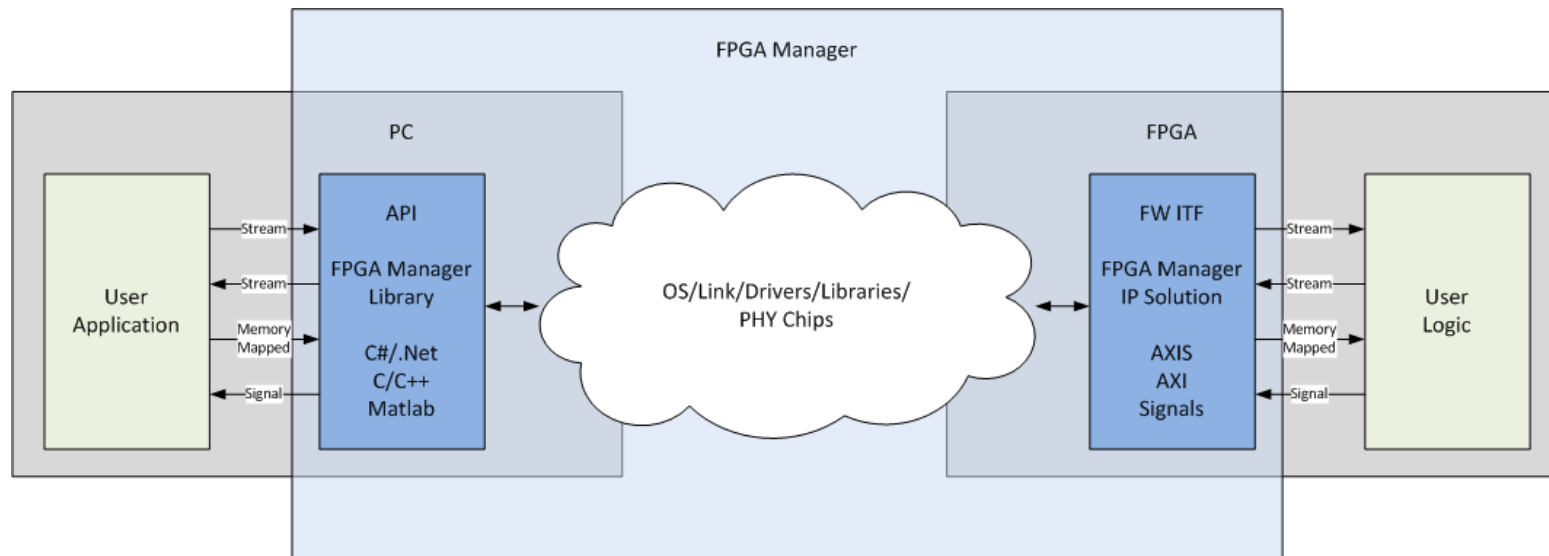 FPGA Manager
PC
FPGA
User
Application
Stream
Stream
Memory
Mapped
Signal
API
FPGA Manager
Library
C#/.Net
C/C++
Matlab
OS/Link/Drivers/Libraries/
PHY Chips
FW ITF
FPGA Manager
IP Solution
AXIS
AXI
Signals
Stream
Stream
Memory
Mapped
Signal
User
Logic